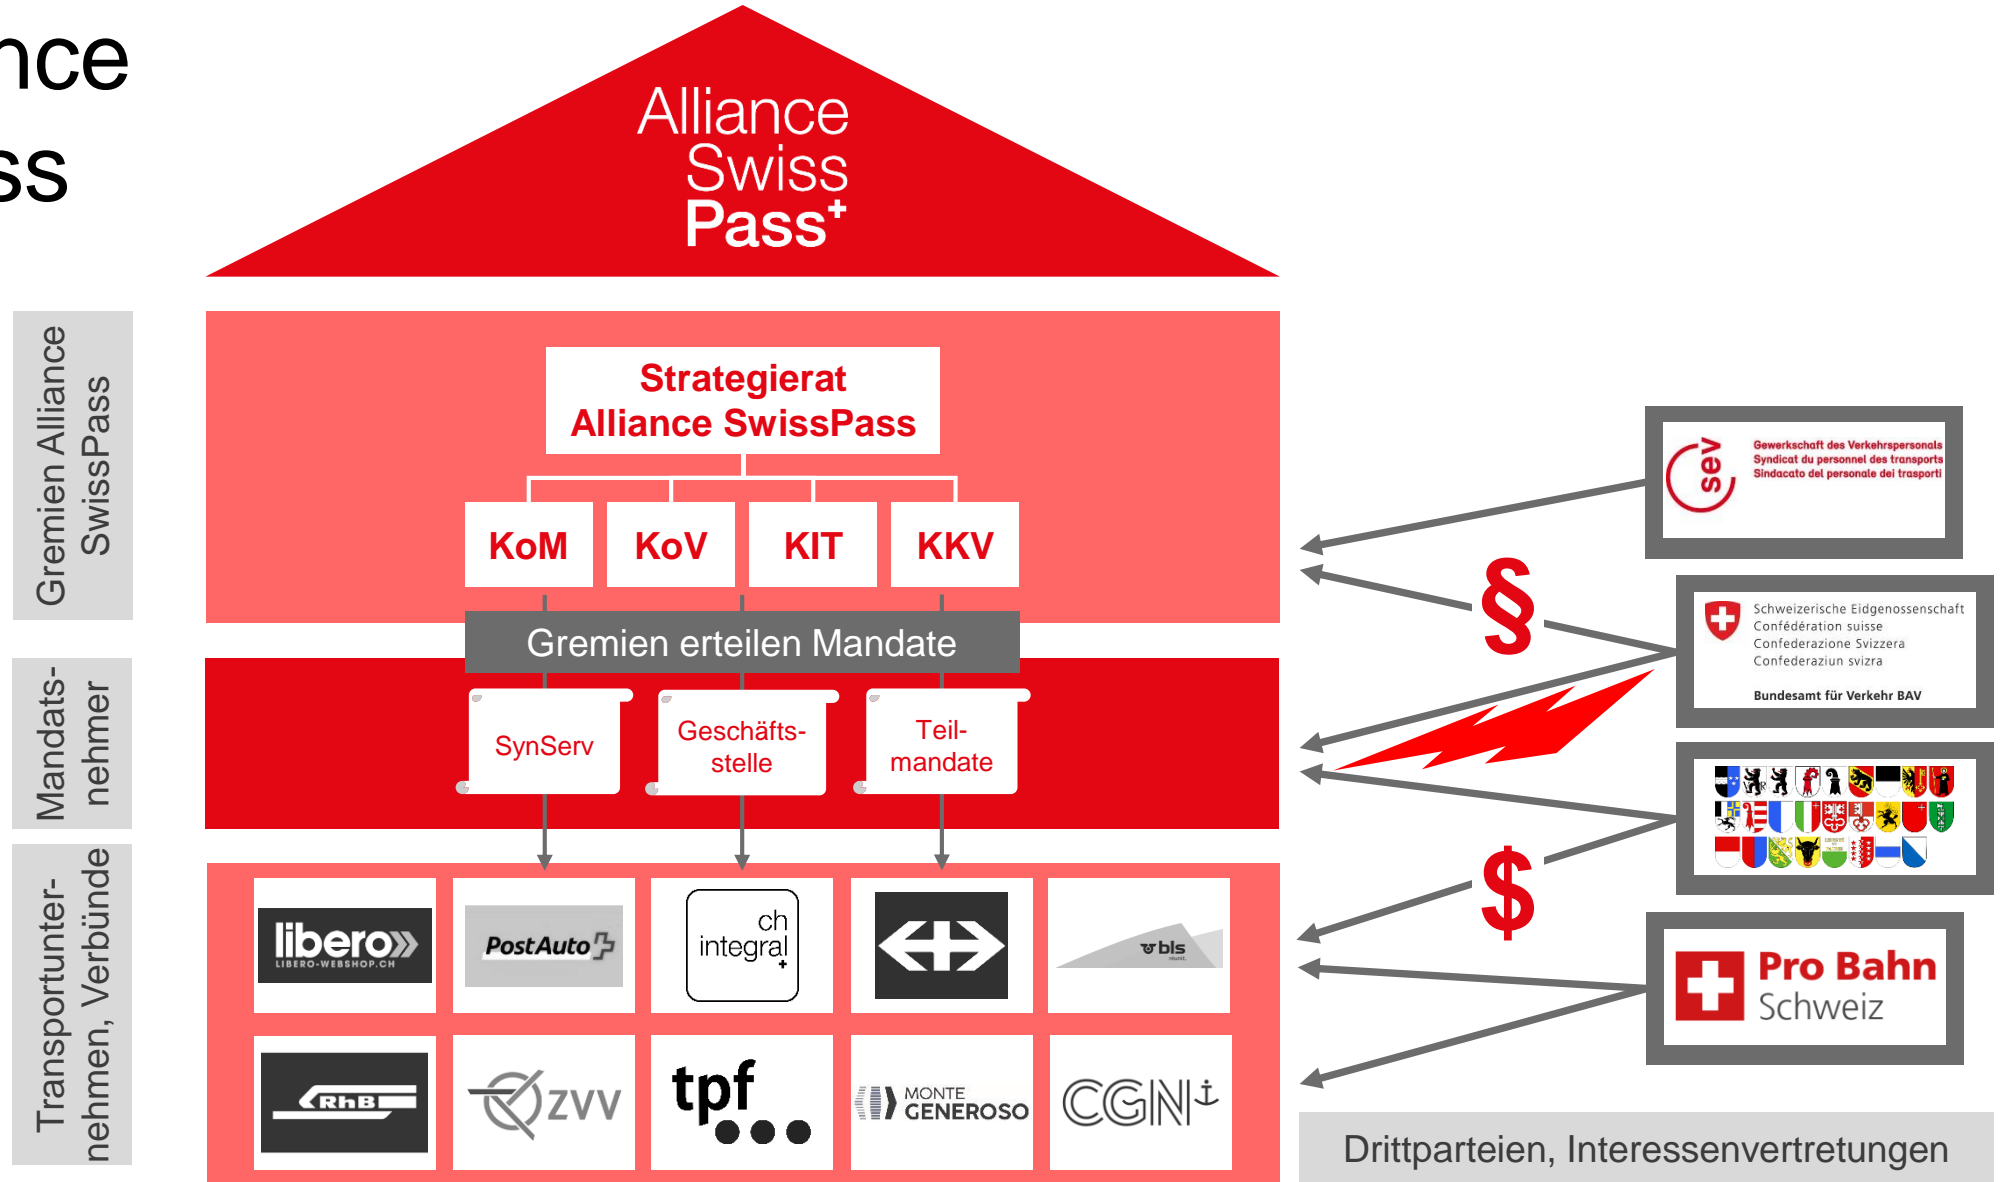 nce
ss
Alliance
Swiss
Pass+
Gremien Alliance
SwissPass
Strategierat
Alliance SwissPass
KoM
KoV
KIT
KKV
Gremien erteilen Mandate
Mandats-
nehmer
SynServ
Geschäfts-
stelle
Teil-
mandate
Transportunter-
nehmen, Verbünde
libero
LIBERO-WEBSHOP.CH
PostAuto
ch
integral
bls
RhB
ZVV
tpf
MONTE
GENEROSO
CGN
sev
Gewerkschaft des Verkehrspersonals
Syndicat du personnel des transports
Sindacato del personale dei trasporti
§
Schweizerische Eidgenossenschaft
Confédération suisse
Confederazione Svizzera
Confederaziun svizra
Bundesamt für Verkehr BAV
$
Pro Bahn
Schweiz
Drittparteien, Interessenvertretungen